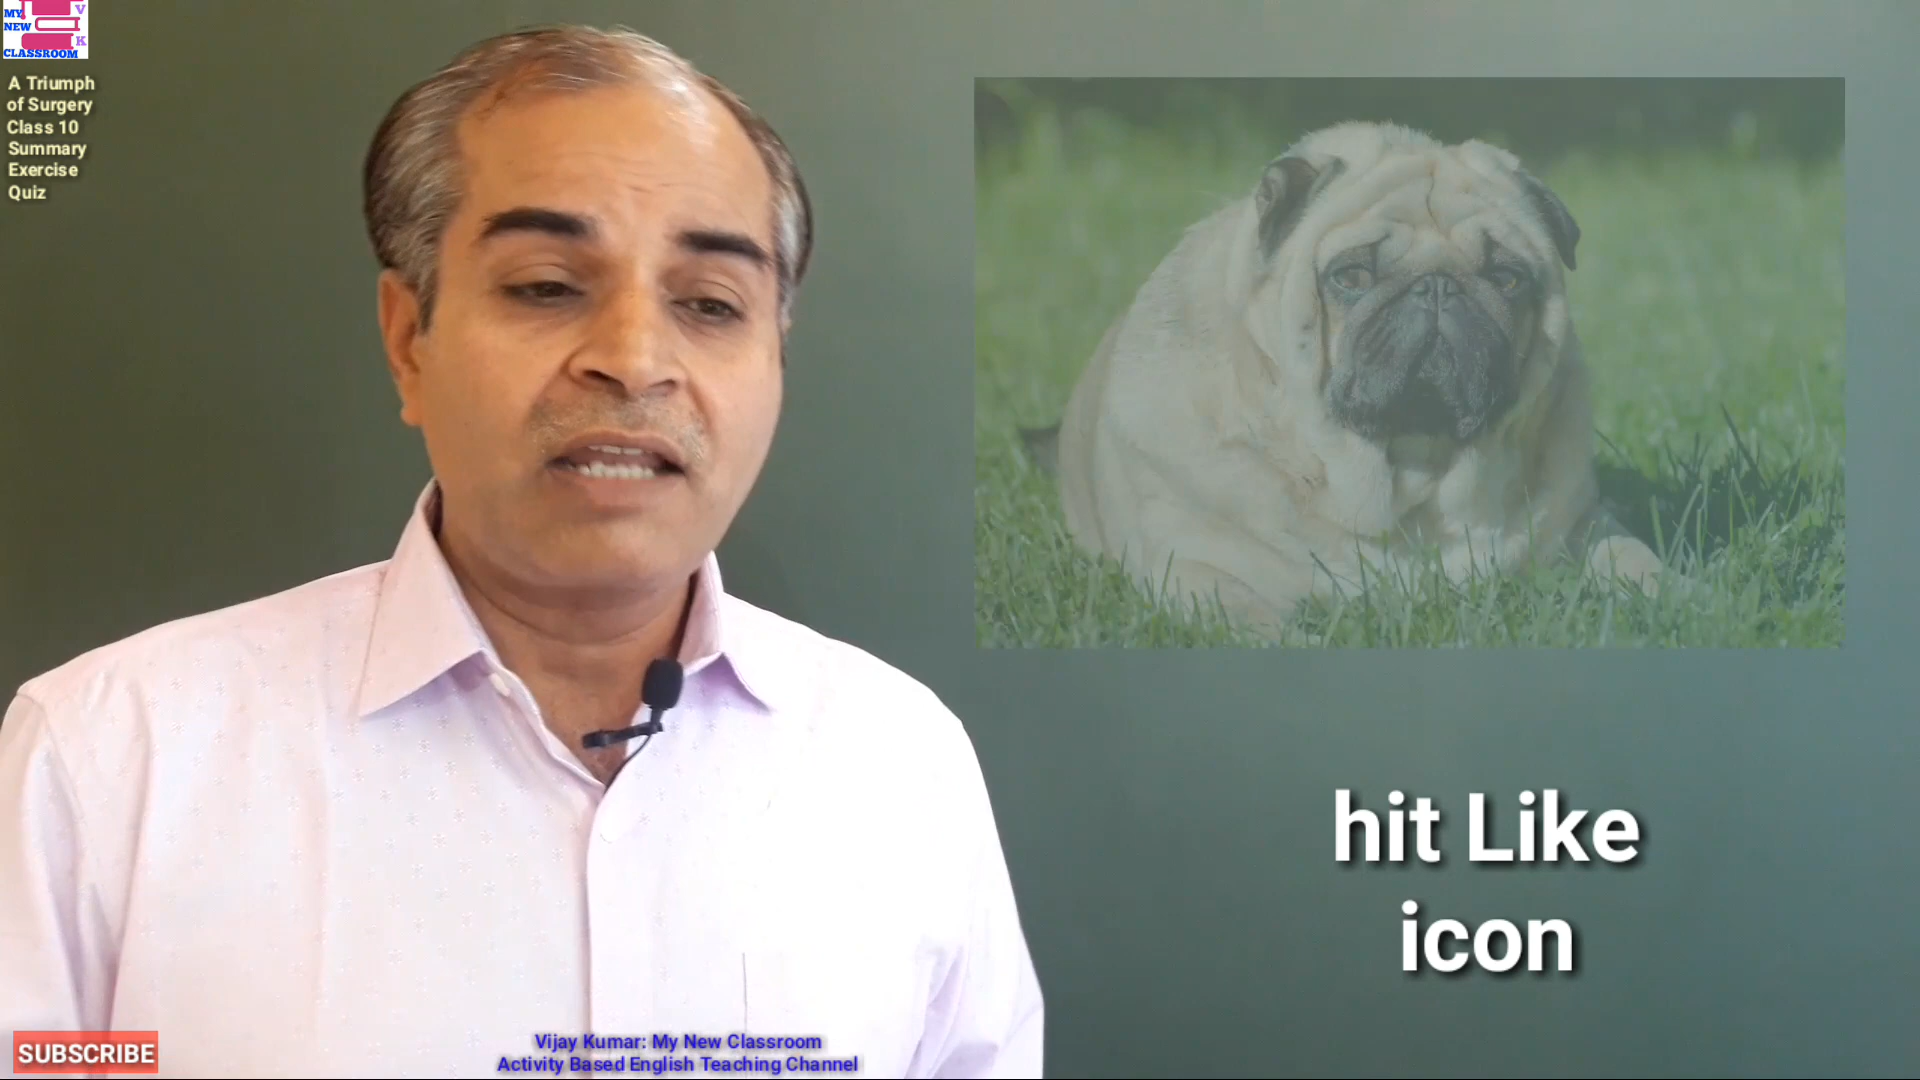 MY
NEW
CLASSROOM
V
K
A Triumph
of Surgery
Class 10
Summary
Exercise
Quiz
hit Like
icon
SUBSCRIBE
Vijay Kumar: My New Classroom
Activity Based English Teaching Channel